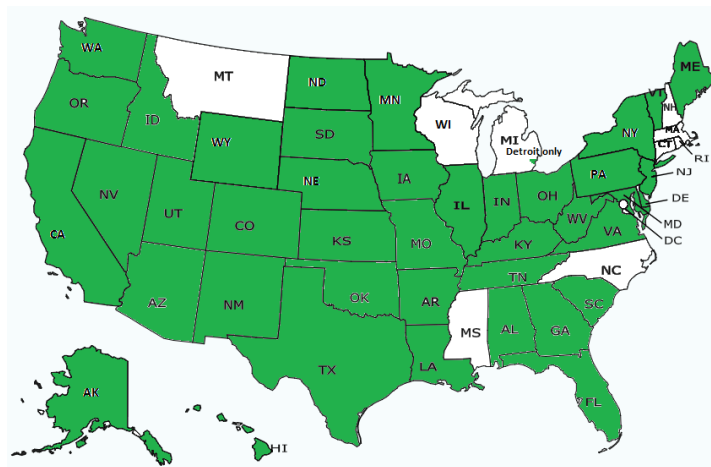 WA
MT
ND
MN
ME
VT
NH
OR
ID
WY
SD
WI
MI
Detroit only
NY
MA
CT
RI
NE
IA
PA
NJ
NV
UT
CO
IL
IN
OH
DE
MD
DC
CA
KS
MO
KY
WV
VA
AZ
NM
OK
AR
TN
NC
SC
TX
LA
MS
AL
GA
FL
AK
HI